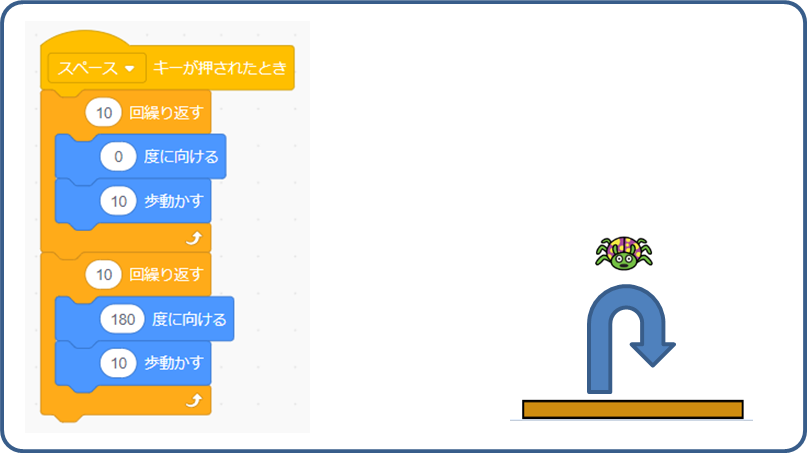 スペース キーが押されたとき
10 回繰り返す
0 度に向ける
10 歩動かす
10 回繰り返す
180 度に向ける
10 歩動かす